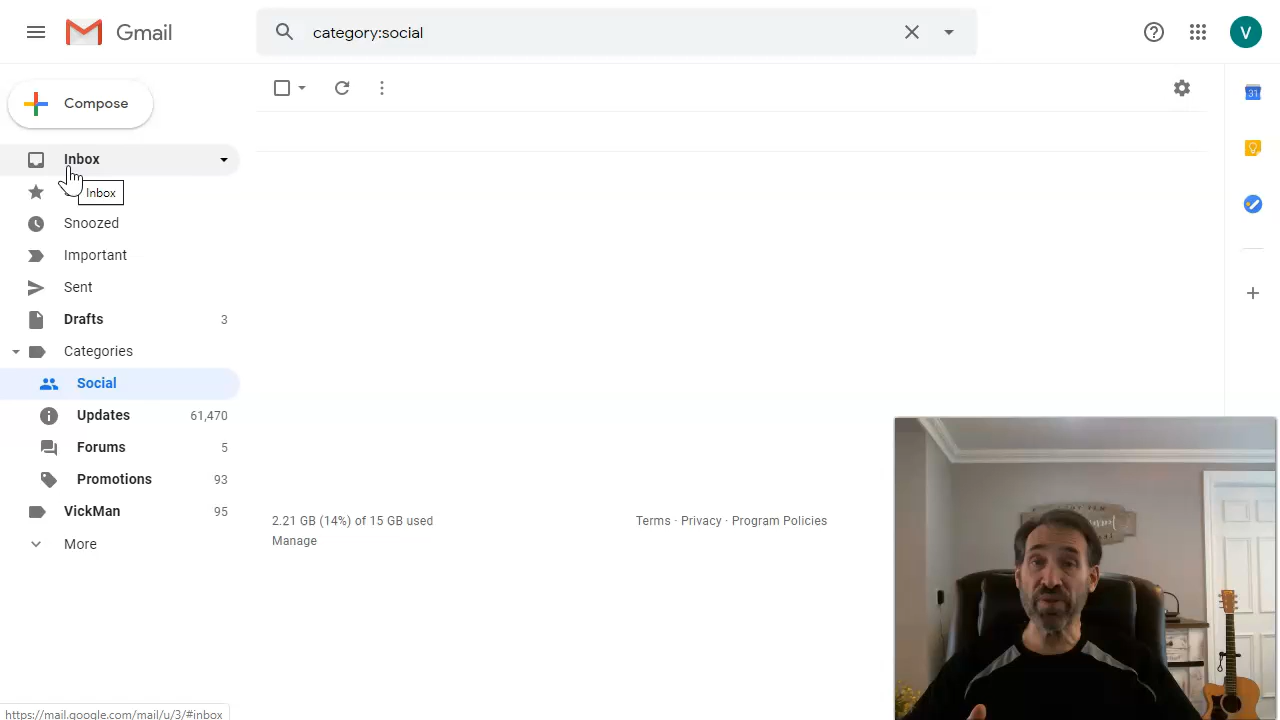 Gmail
category:social
V
Compose
31
Inbox
Inbox
Snoozed
Important
Sent
Drafts 3
Categories
Social
Updates 61,470
Forums 5
Promotions 93
VickMan 95
More
2.21 GB (14%) of 15 GB used
Manage
Terms · Privacy · Program Policies
https://mail.google.com/mail/u/3/#inbox